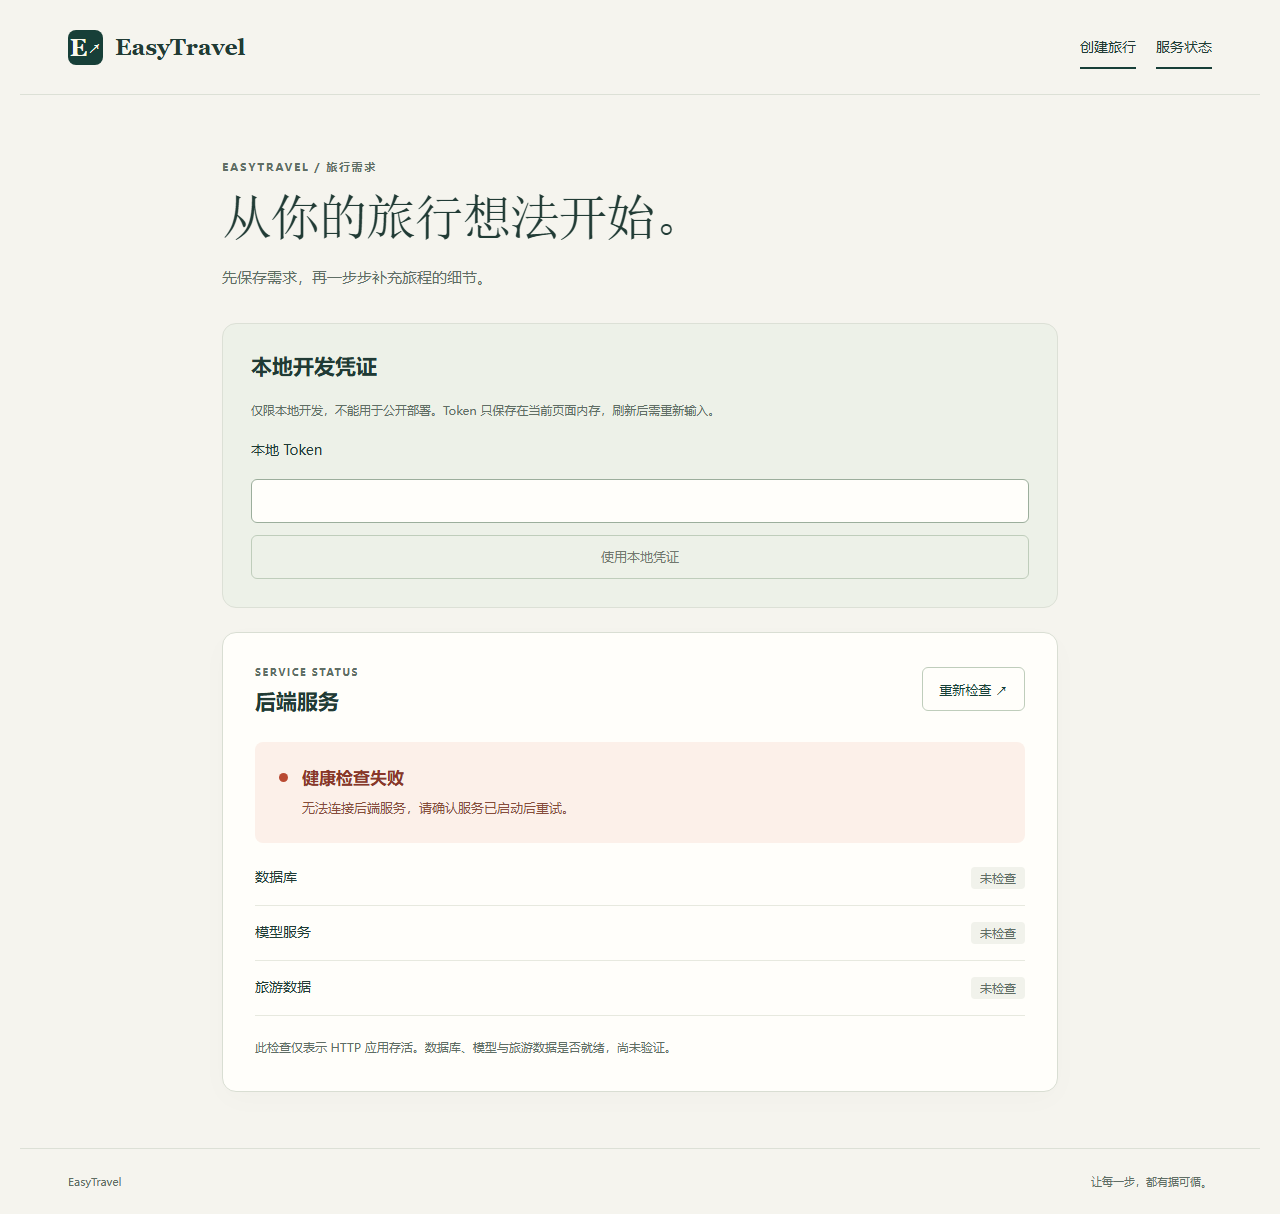 E↗ EasyTravel
创建旅行 服务状态
EASYTRAVEL / 旅行需求
从你的旅行想法开始。
先保存需求，再一步步补充旅程的细节。
本地开发凭证
仅限本地开发，不能用于公开部署。Token 只保存在当前页面内存，刷新后需重新输入。
本地 Token
使用本地凭证
SERVICE STATUS
后端服务
重新检查 ↗
健康检查失败
无法连接后端服务，请确认服务已启动后重试。
数据库 未检查
模型服务 未检查
旅游数据 未检查
此检查仅表示 HTTP 应用存活。数据库、模型与旅游数据是否就绪，尚未验证。
EasyTravel 让每一步，都有据可循。